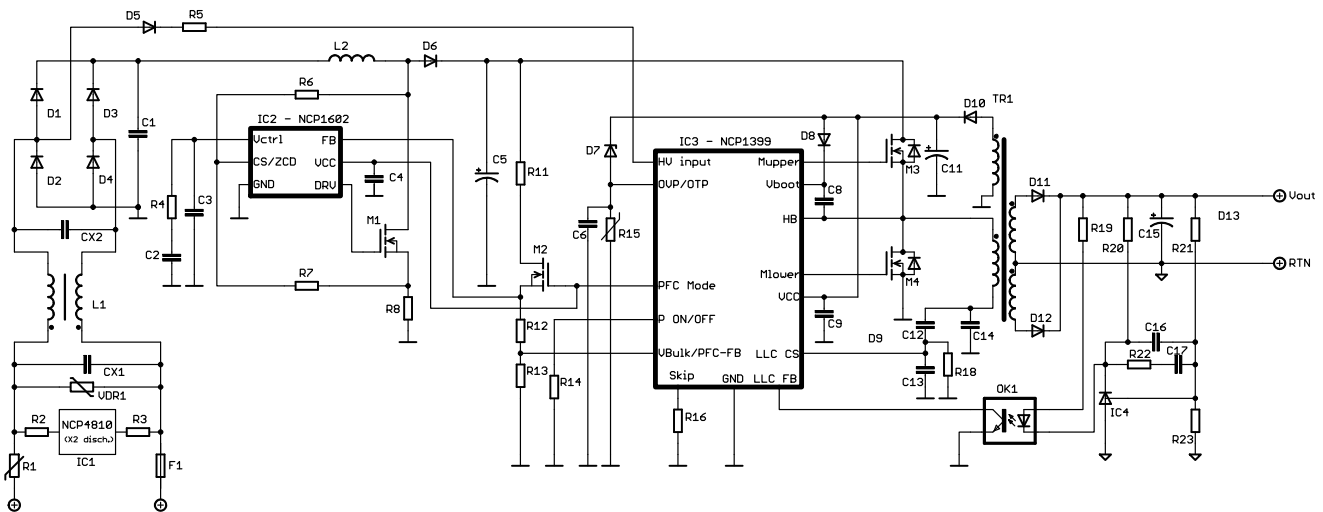 D5
R5
L2
D6
R6
IC2 - NCP1602
D1
D3
C1
Vctrl
FB
CS/ZCD
VCC
GND
DRV
D2
D4
R4
C3
C4
M1
C5
R11
C2
CX2
R7
R8
M2
L1
R12
R13
R14
CX1
VDR1
R2
NCP4810
(X2 disch.)
R3
IC1
R1
F1
D7
IC3 - NCP1399
D8
D10
TR1
HV input
Mupper
M3
C11
OVP/OTP
Vboot
C8
C6
R15
HB
D11
Vout
R19
R20
C15
R21
D13
RTN
Mlower
M4
PFC Mode
VCC
P ON/OFF
C9
D9
C12
C14
D12
C16
VBulk/PFC-FB
LLC CS
C13
R18
R22
C17
Skip
GND
LLC FB
OK1
IC4
R16
R23